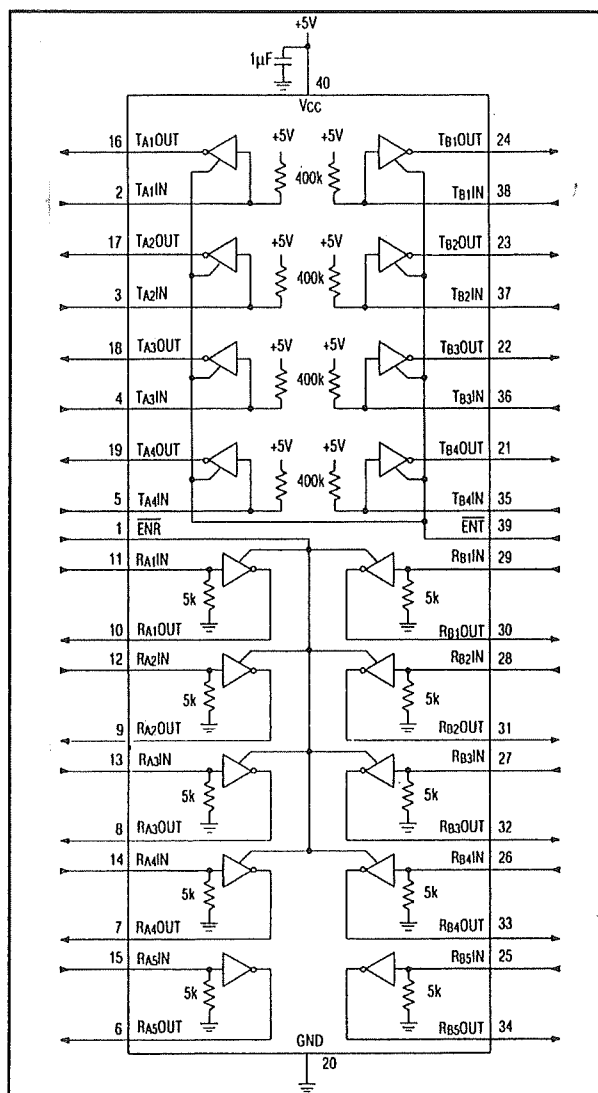 +5V
1µF
40
VCC
16 TA1OUT +5V +5V TB1OUT 24
400k
2 TA1IN TB1IN 38
17 TA2OUT +5V +5V TB2OUT 23
400k
3 TA2IN TB2IN 37
18 TA3OUT +5V +5V TB3OUT 22
400k
4 TA3IN TB3IN 36
19 TA4OUT +5V +5V TB4OUT 21
400k
5 TA4IN TB4IN 35
1 ENR ENT 39
11 RA1IN RB1IN 29
5k 5k
10 RA1OUT RB1OUT 30
12 RA2IN RB2IN 28
5k 5k
9 RA2OUT RB2OUT 31
13 RA3IN RB3IN 27
5k 5k
8 RA3OUT RB3OUT 32
14 RA4IN RB4IN 26
5k 5k
7 RA4OUT RB4OUT 33
15 RA5IN RB5IN 25
5k 5k
6 RA5OUT RB5OUT 34
GND
20